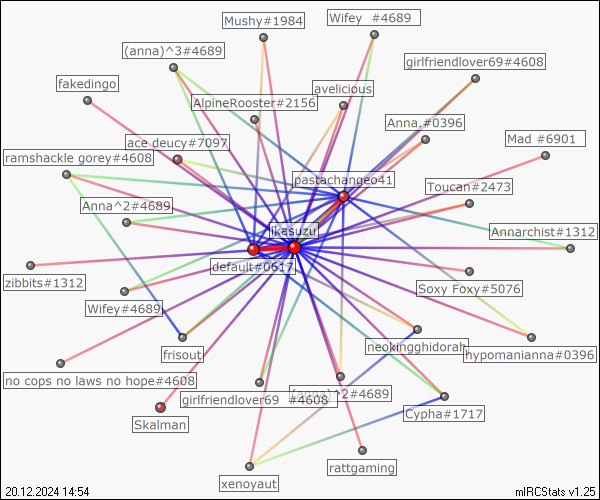 Mushy#1984
Wifey  #4689
(anna)^3#4689
girlfriendlover69#4608
fakedingo
avelicious
AlpineRooster#2156
Anna,#0396
Mad  #6901
ace deucy#7097
ramshackle gorey#4608
pastachangeo41
Toucan#2473
Anna^2#4689
ikasuzu
Annarchist#1312
default#0617
zibbits#1312
Soxy Foxy#5076
Wifey#4689
frisout
neokingghidorah
hypomanianna#0396
no cops no laws no hope#4608
girlfriendlover69  #4608
(anna)^2#4689
Cypha#1717
Skalman
rattgaming
xenoyaut
20.12.2024 14:54
mIRCStats v1.25